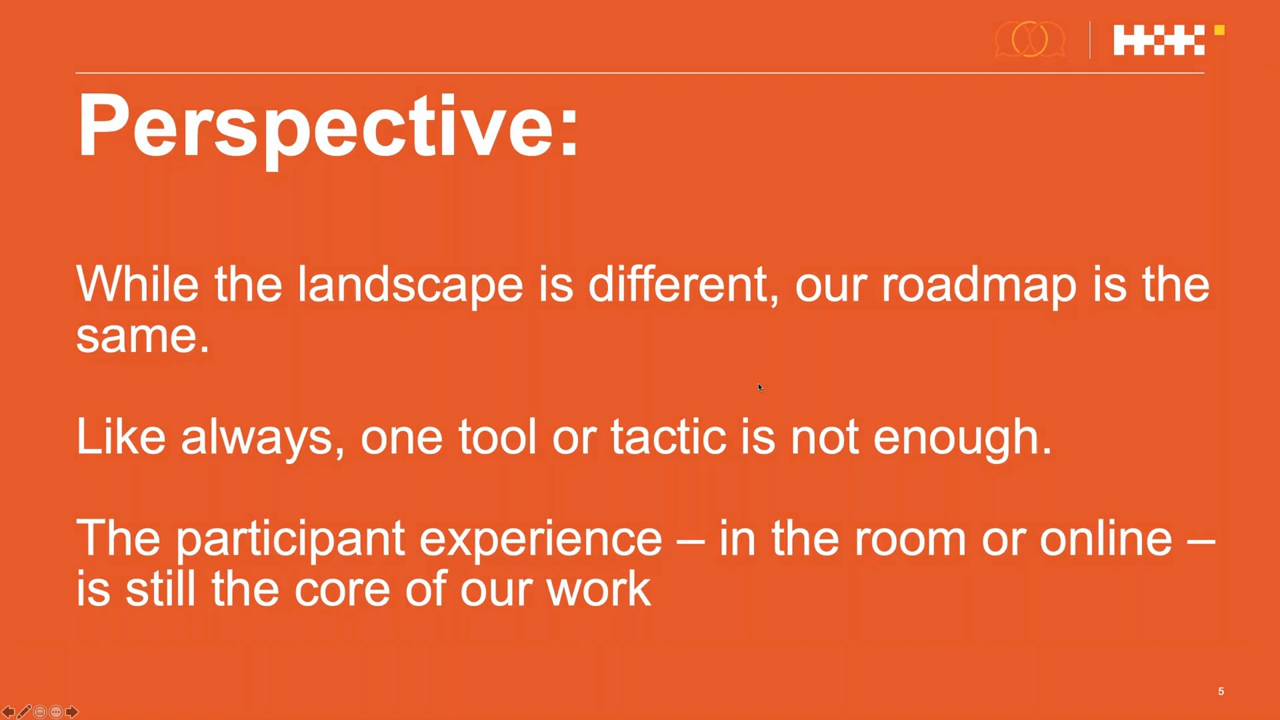 Perspective:
While the landscape is different, our roadmap is the
same.
Like always, one tool or tactic is not enough.
The participant experience – in the room or online –
is still the core of our work
5